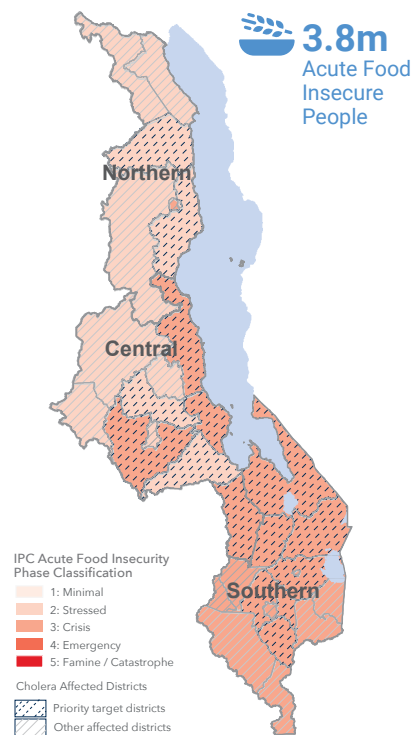 3.8m
Acute Food
Insecure
People
Northern
Central
Southern
IPC Acute Food Insecurity
Phase Classification
1: Minimal
2: Stressed
3: Crisis
4: Emergency
5: Famine / Catastrophe
Cholera Affected Districts
Priority target districts
Other affected districts